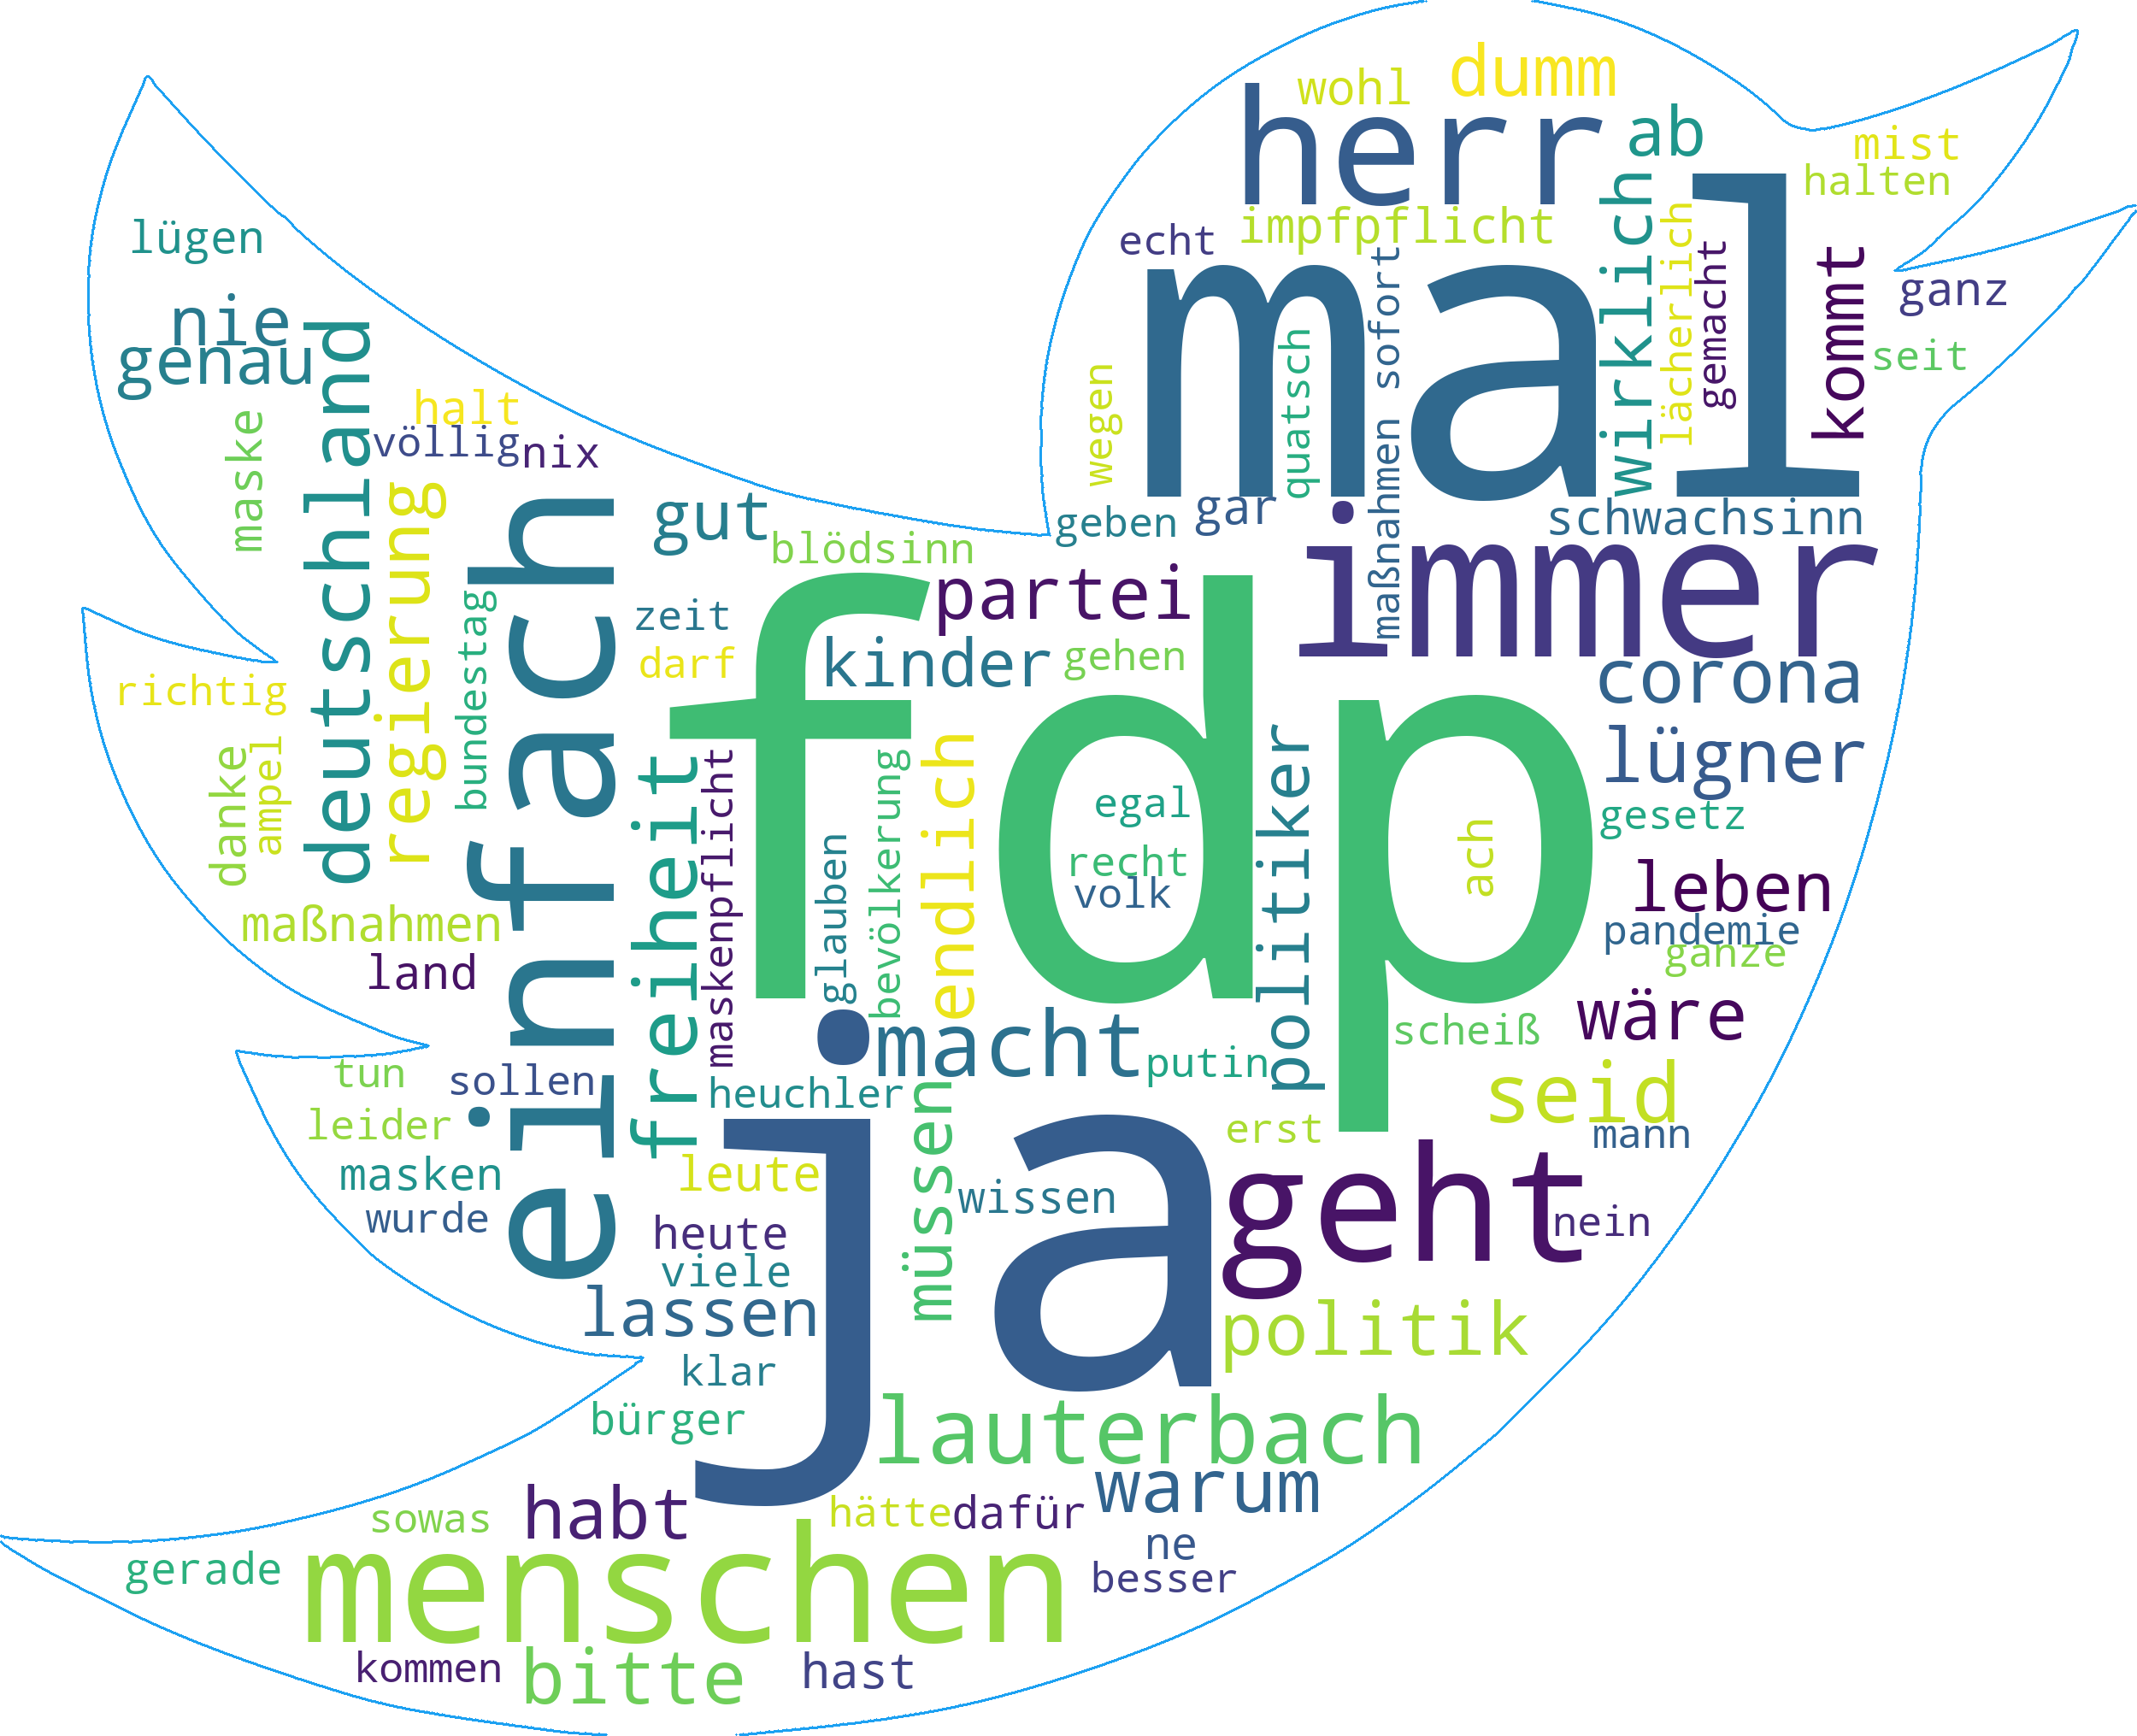 dumm
wohl
herr
ab
mist
halten
impfpflicht
echt
wirklich
lächerlich
gemacht
kommt
ganz
seit
mal
wegen
quatsch
maßnahmen sofort
lügen
nie
genau
deutschland
halt
völlig
nix
maske
regierung
einfach
gut
blödsinn
geben
gar
schwachsinn
immer
partei
zeit
darf
kinder
gehen
bundestag
corona
lügner
richtig
danke
ampel
fdp
freiheit
maskenpflicht
glauben
bevölkerung
endlich
egal
recht
volk
politiker
ach
gesetz
leben
pandemie
ganze
maßnahmen
land
wäre
scheiß
macht
putin
seid
mann
tun
sollen
leider
heuchler
müssen
erst
masken
wurde
leute
heute
viele
lassen
ja
wissen
geht
nein
politik
klar
bürger
lauterbach
warum
habt
hätte
dafür
sowas
ne
besser
gerade
menschen
kommen
bitte
hast